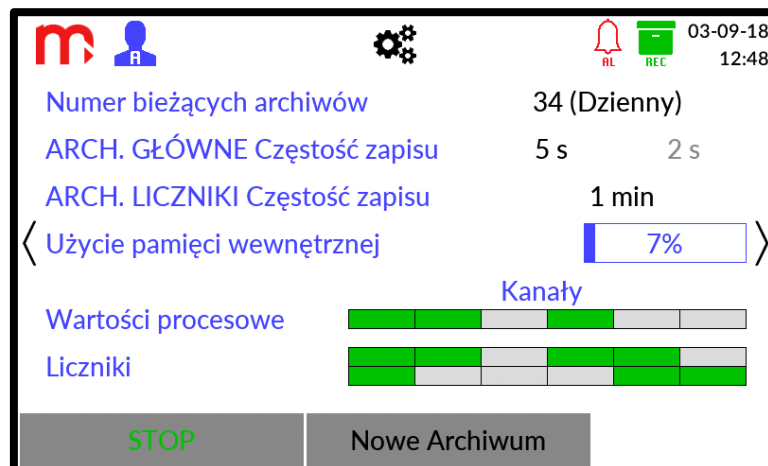 m A AL REC 03-09-18
12:48
Numer bieżących archiwów 34 (Dzienny)
ARCH. GŁÓWNE Częstość zapisu 5 s 2 s
ARCH. LICZNIKI Częstość zapisu 1 min
Użycie pamięci wewnętrznej 7%
Kanały
Wartości procesowe
Liczniki
STOP Nowe Archiwum